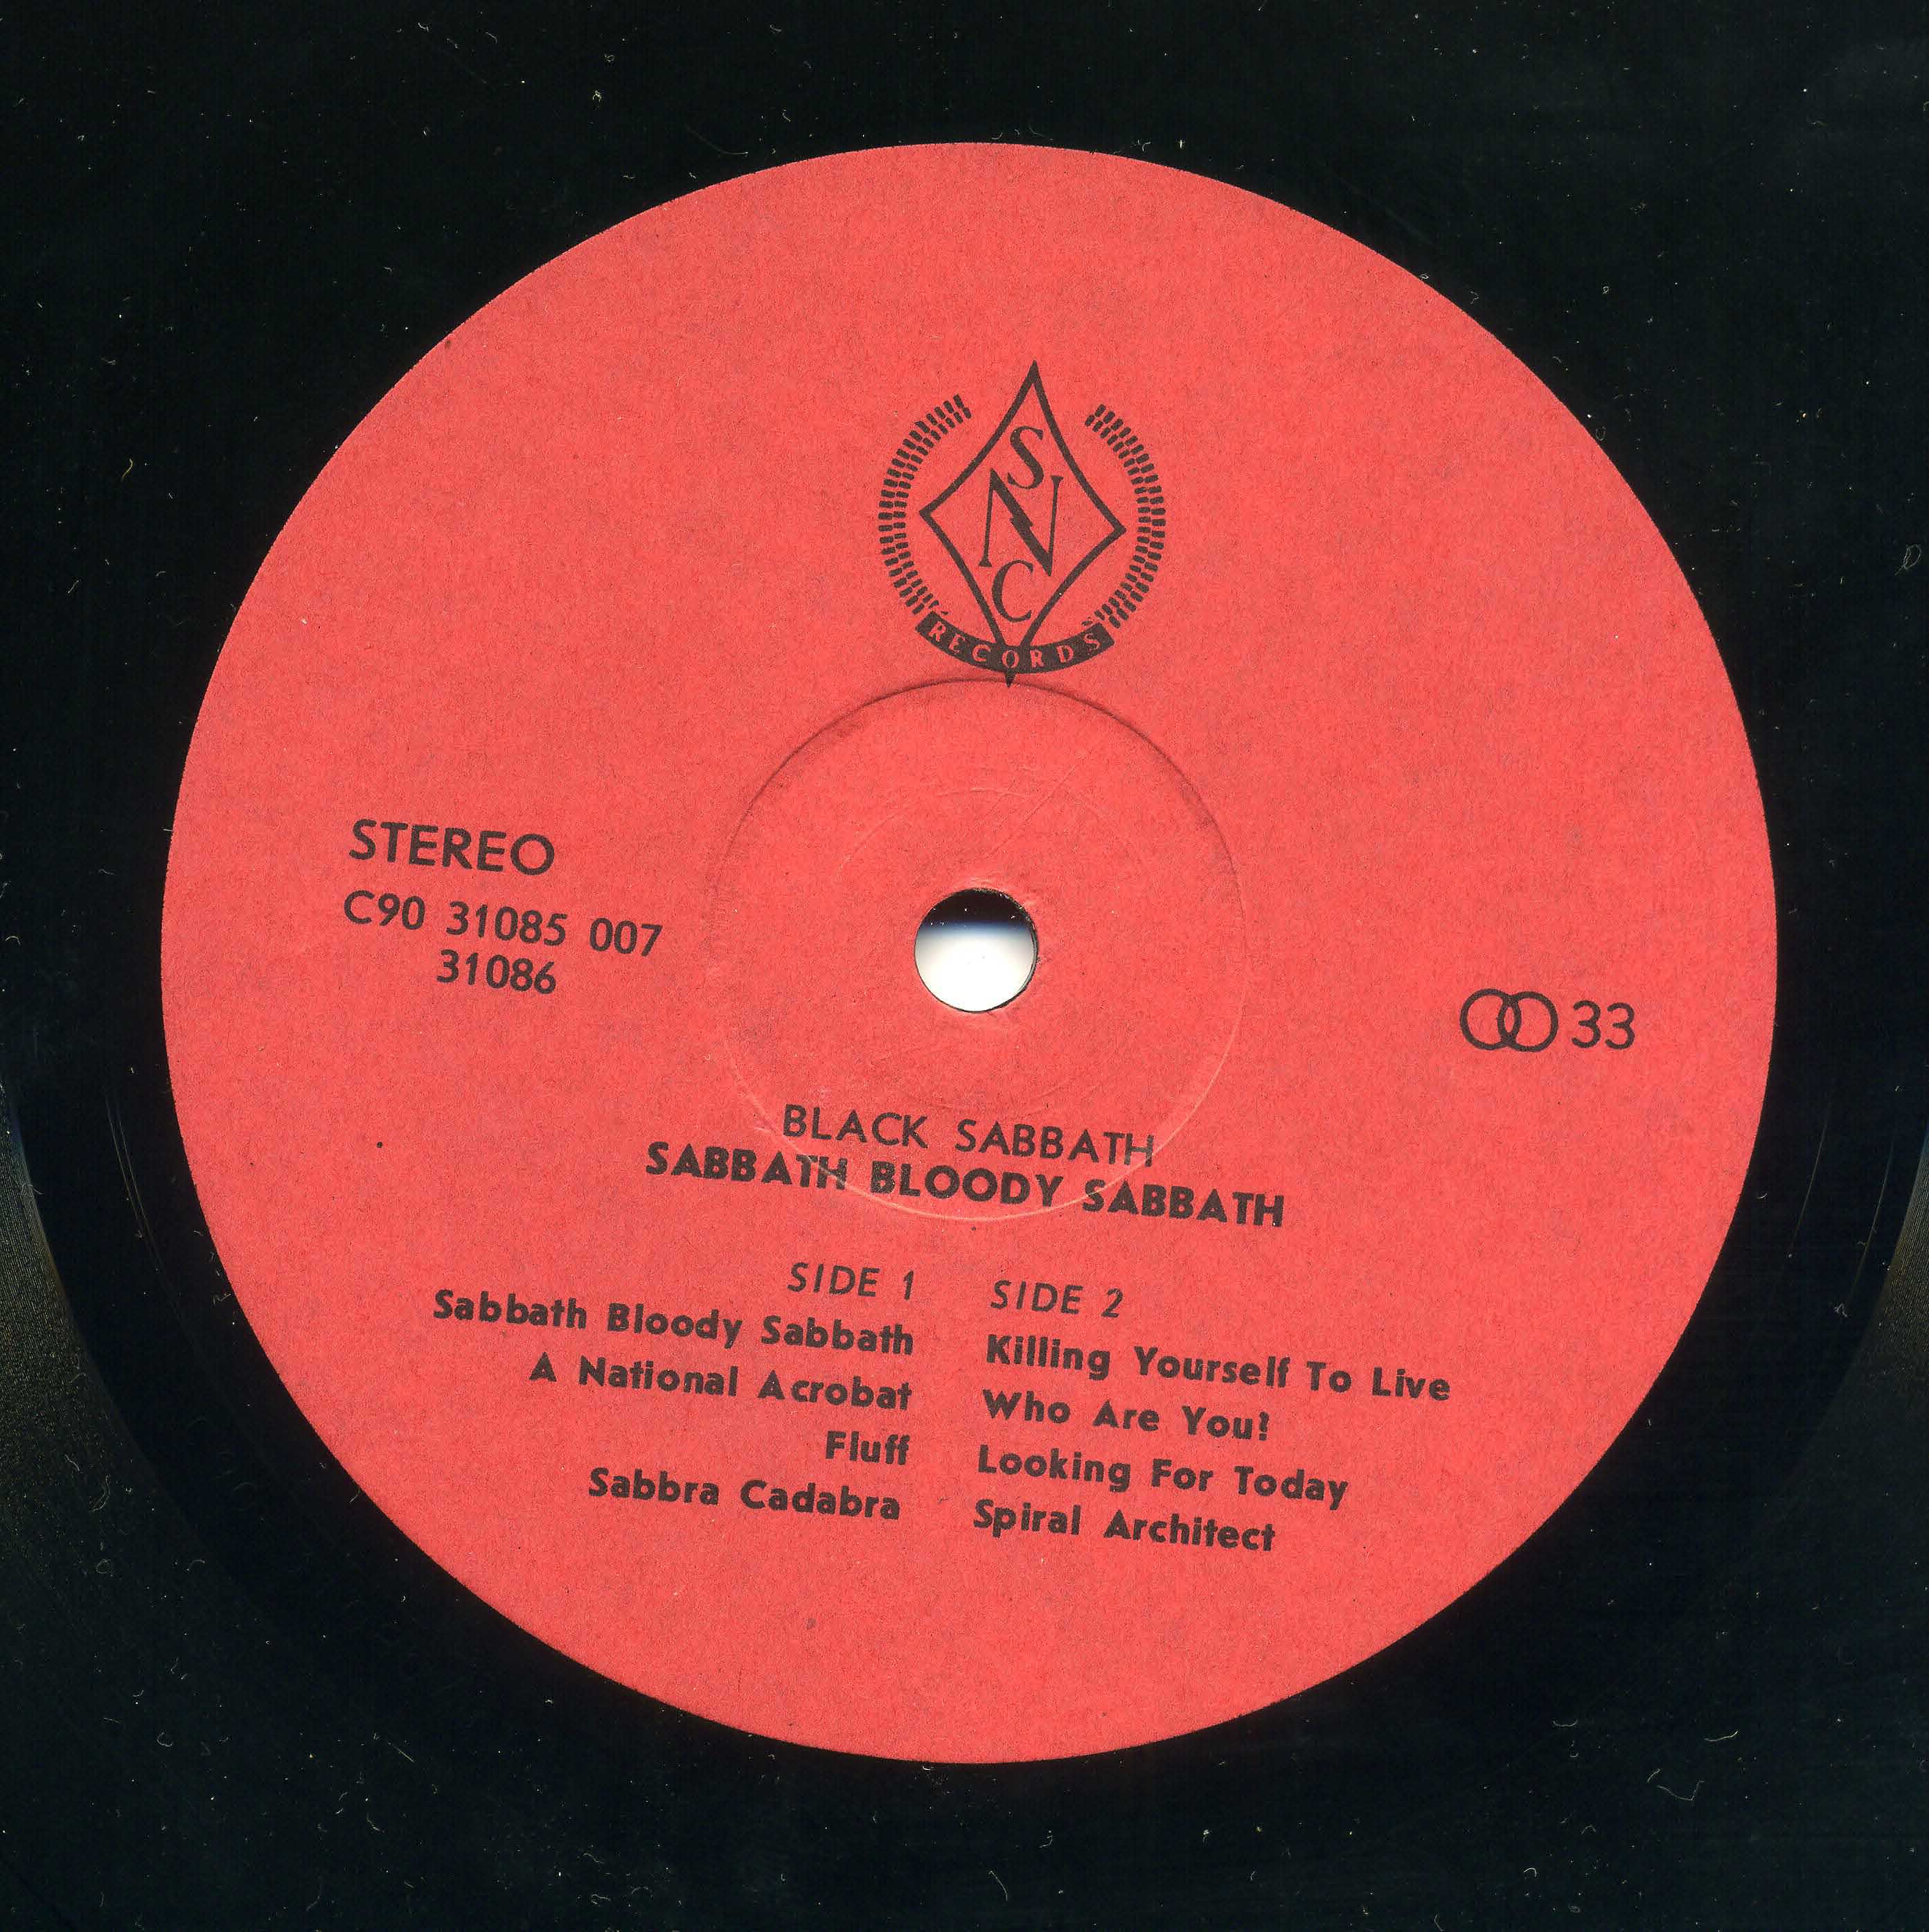 SNC
RECORDS
STEREO
C90 31085 007
31086
33
BLACK SABBATH
SABBATH BLOODY SABBATH
SIDE 1
Sabbath Bloody Sabbath
A National Acrobat
Fluff
Sabbra Cadabra
SIDE 2
Killing Yourself To Live
Who Are You?
Looking For Today
Spiral Architect